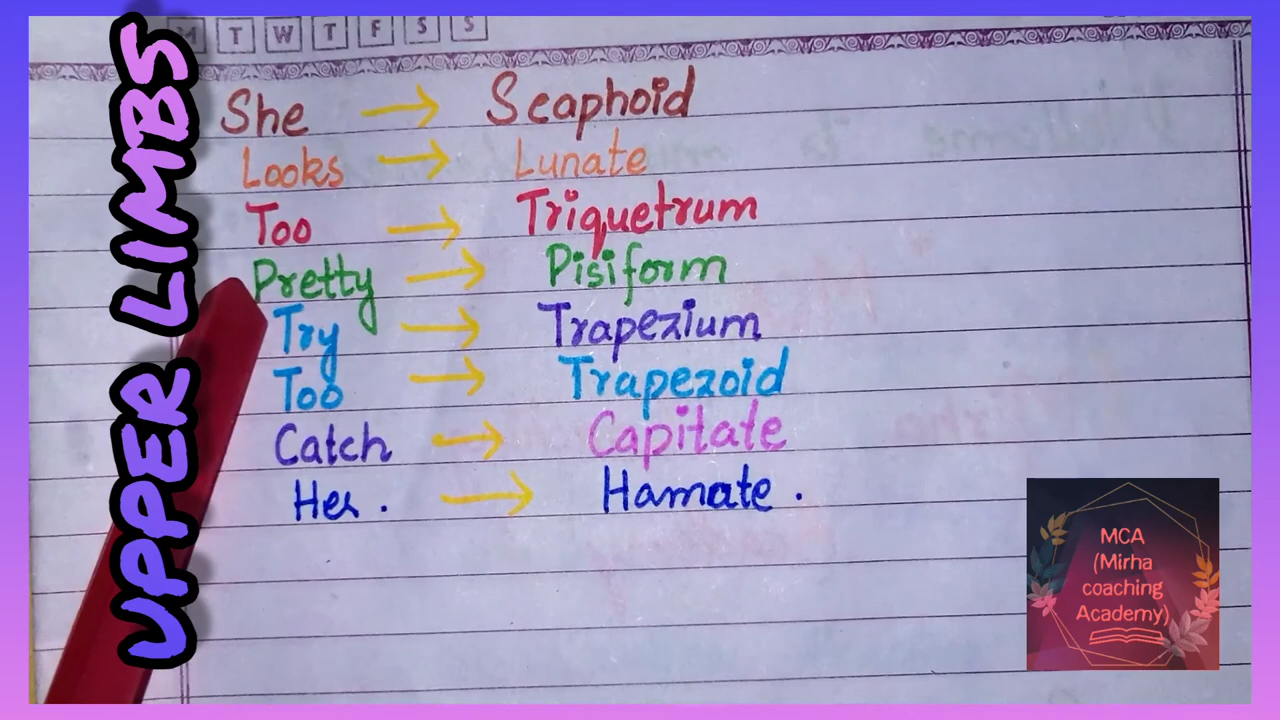 M T W T F S S
She → Scaphoid
Looks → Lunate
Too → Triquetrum
Pretty → Pisiform
Try → Trapezium
Too → Trapezoid
Catch → Capitate
Her. → Hamate.
UPPER LIMBS
MCA
(Mirha
coaching
Academy)